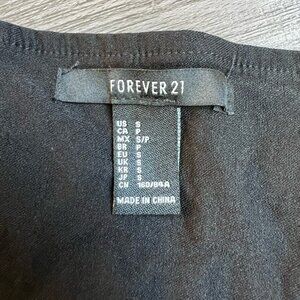 FOREVER 21
US S
CA P
MX S/P
BR P
EU S
UK S
KR S
JP S
CN 160/84A
MADE IN CHINA